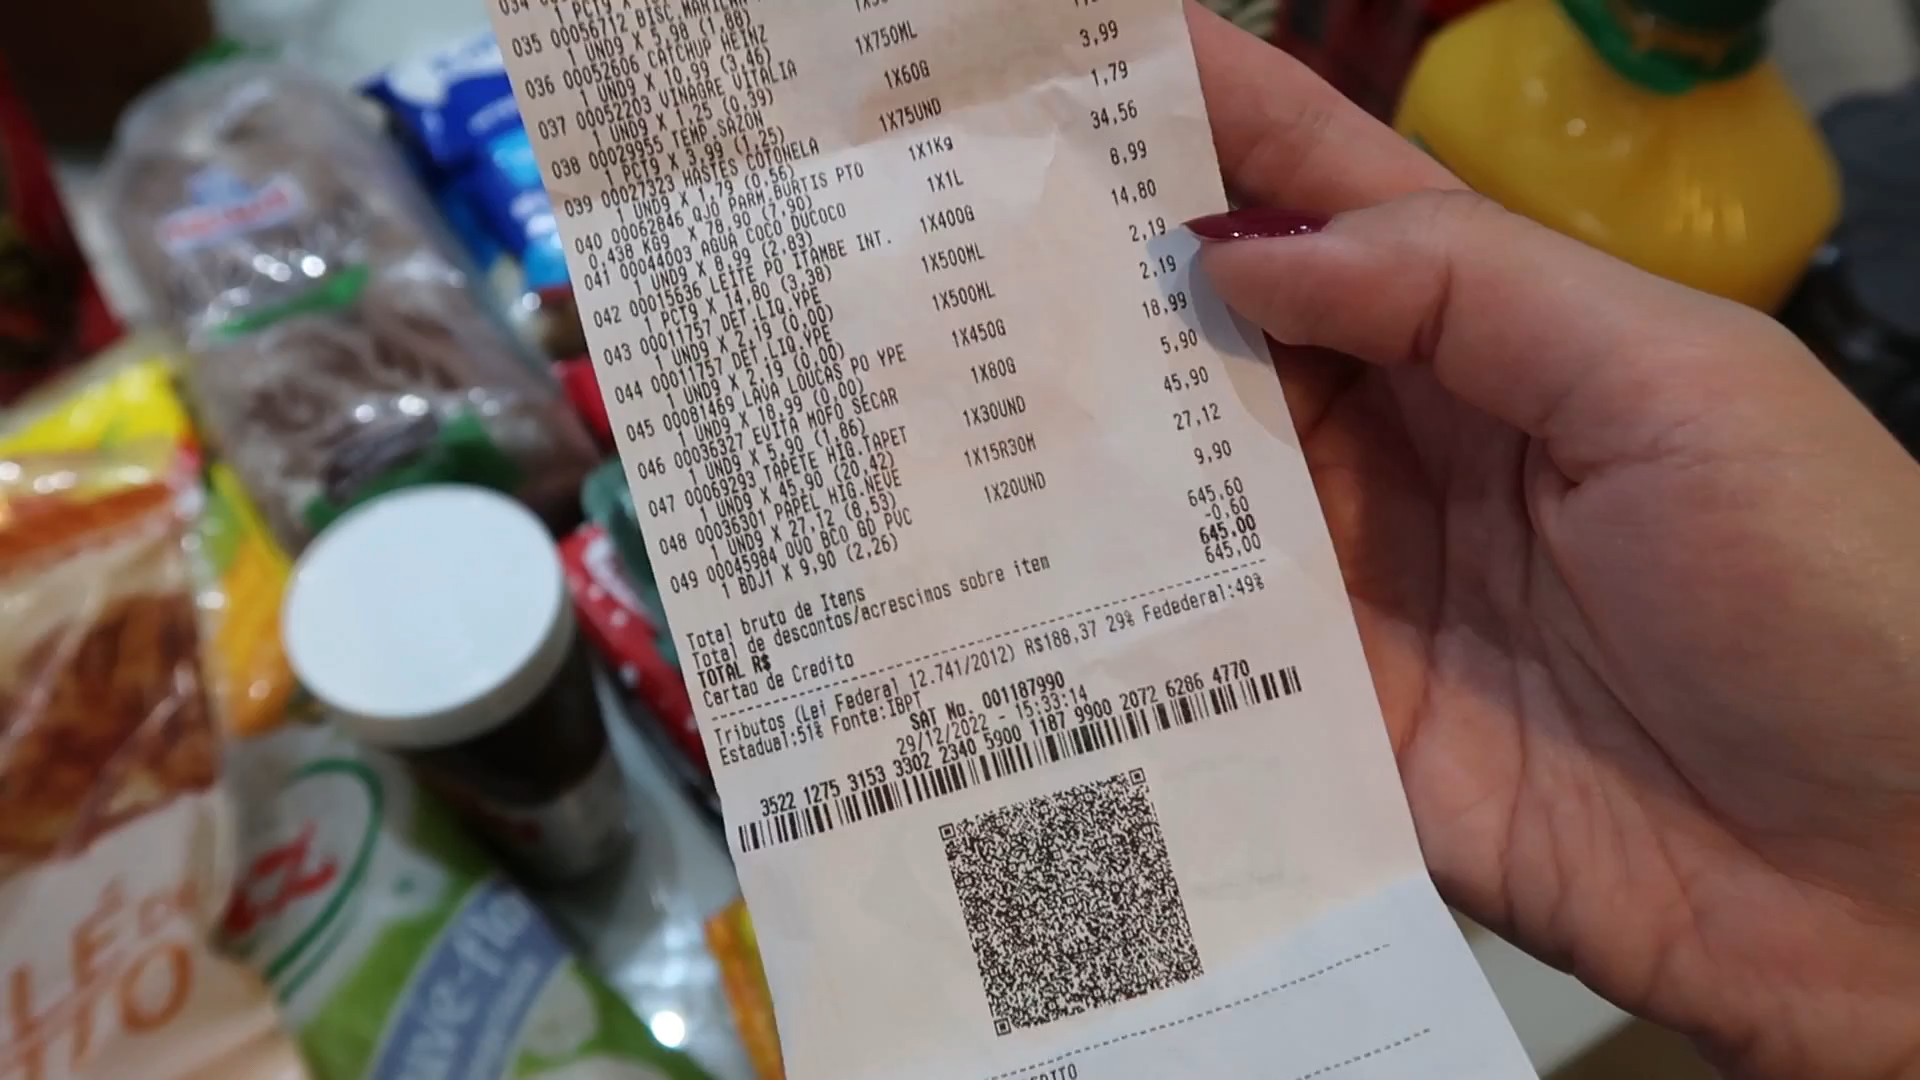 035 00056712 BISC.MARILAN
1 UND9 X 5,98 (1,88)
036 00052606 CATCHUP HEINZ
1 UND9 X 10,99 (3,46)
037 00052203 VINAGRE VITALIA 1X750ML
1 UND9 X 1,25 (0,39)
038 00029955 TEMP.SAZON 1X60G 3,99
1 PCT9 X 3,99 (1,25)
039 00027323 HASTES COTONELA 1X75UND 1,79
1 UND9 X 1,79 (0,56)
040 00062846 QJO PARM.BURTIS PTO 1X1Kg 34,56
0,438 KG9 X 78,90 (7,90)
041 00044003 AGUA COCO DUCOCO 1X1L 8,99
1 UND9 X 8,99 (2,83)
042 00015636 LEITE PO ITAMBE INT. 1X400G 14,80
1 PCT9 X 14,80 (3,38)
043 00011757 DET.LIQ.YPE 1X500ML 2,19
1 UND9 X 2,19 (0,00)
044 00011757 DET.LIQ.YPE 1X500ML 2,19
1 UND9 X 2,19 (0,00)
045 00081469 LAVA LOUCAS PO YPE 1X450G 18,99
1 UND9 X 18,99 (0,00)
046 00036327 EVITA MOFO SECAR 1X80G 5,90
1 UND9 X 5,90 (1,86)
047 00069293 TAPETE HIG.TAPET 1X30UND 45,90
1 UND9 X 45,90 (20,42)
048 00036301 PAPEL HIG.NEVE 1X15R30M 27,12
1 UND9 X 27,12 (8,53)
049 00045984 OVO BCO GD PVC 1X20UND 9,90
1 BDJ1 X 9,90 (2,26)
Total bruto de Itens 645,60
Total de descontos/acrescimos sobre item -0,60
TOTAL R$ 645,00
Cartao de Credito 645,00
Tributos (Lei Federal 12.741/2012) R$188,37 29% Fedederal:49%
Estadual:51% Fonte:IBPT
SAT No. 001187990
29/12/2022 - 15:33:14
3522 1275 3153 3302 2340 5900 1187 9900 2072 6286 4770